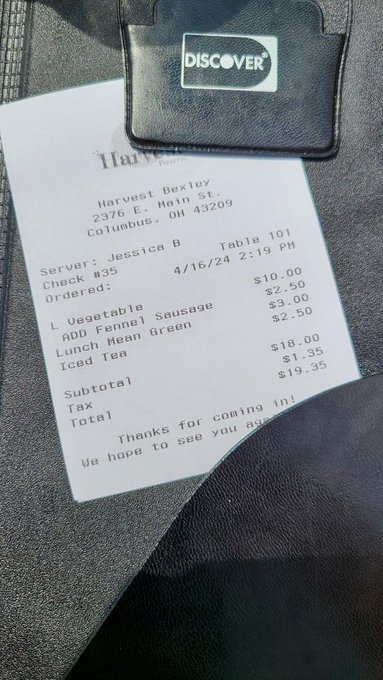 DISCOVER
Harvest Bexley
2376 E. Main St.
Columbus, OH 43209
Server: Jessica B Table 101
Check #35 4/16/24 2:19 PM
Ordered:
L Vegetable $10.00
ADD Fennel Sausage $2.50
Lunch Mean Green $3.00
Iced Tea $2.50
Subtotal $18.00
Tax $1.35
Total $19.35
Thanks for coming in!
We hope to see you